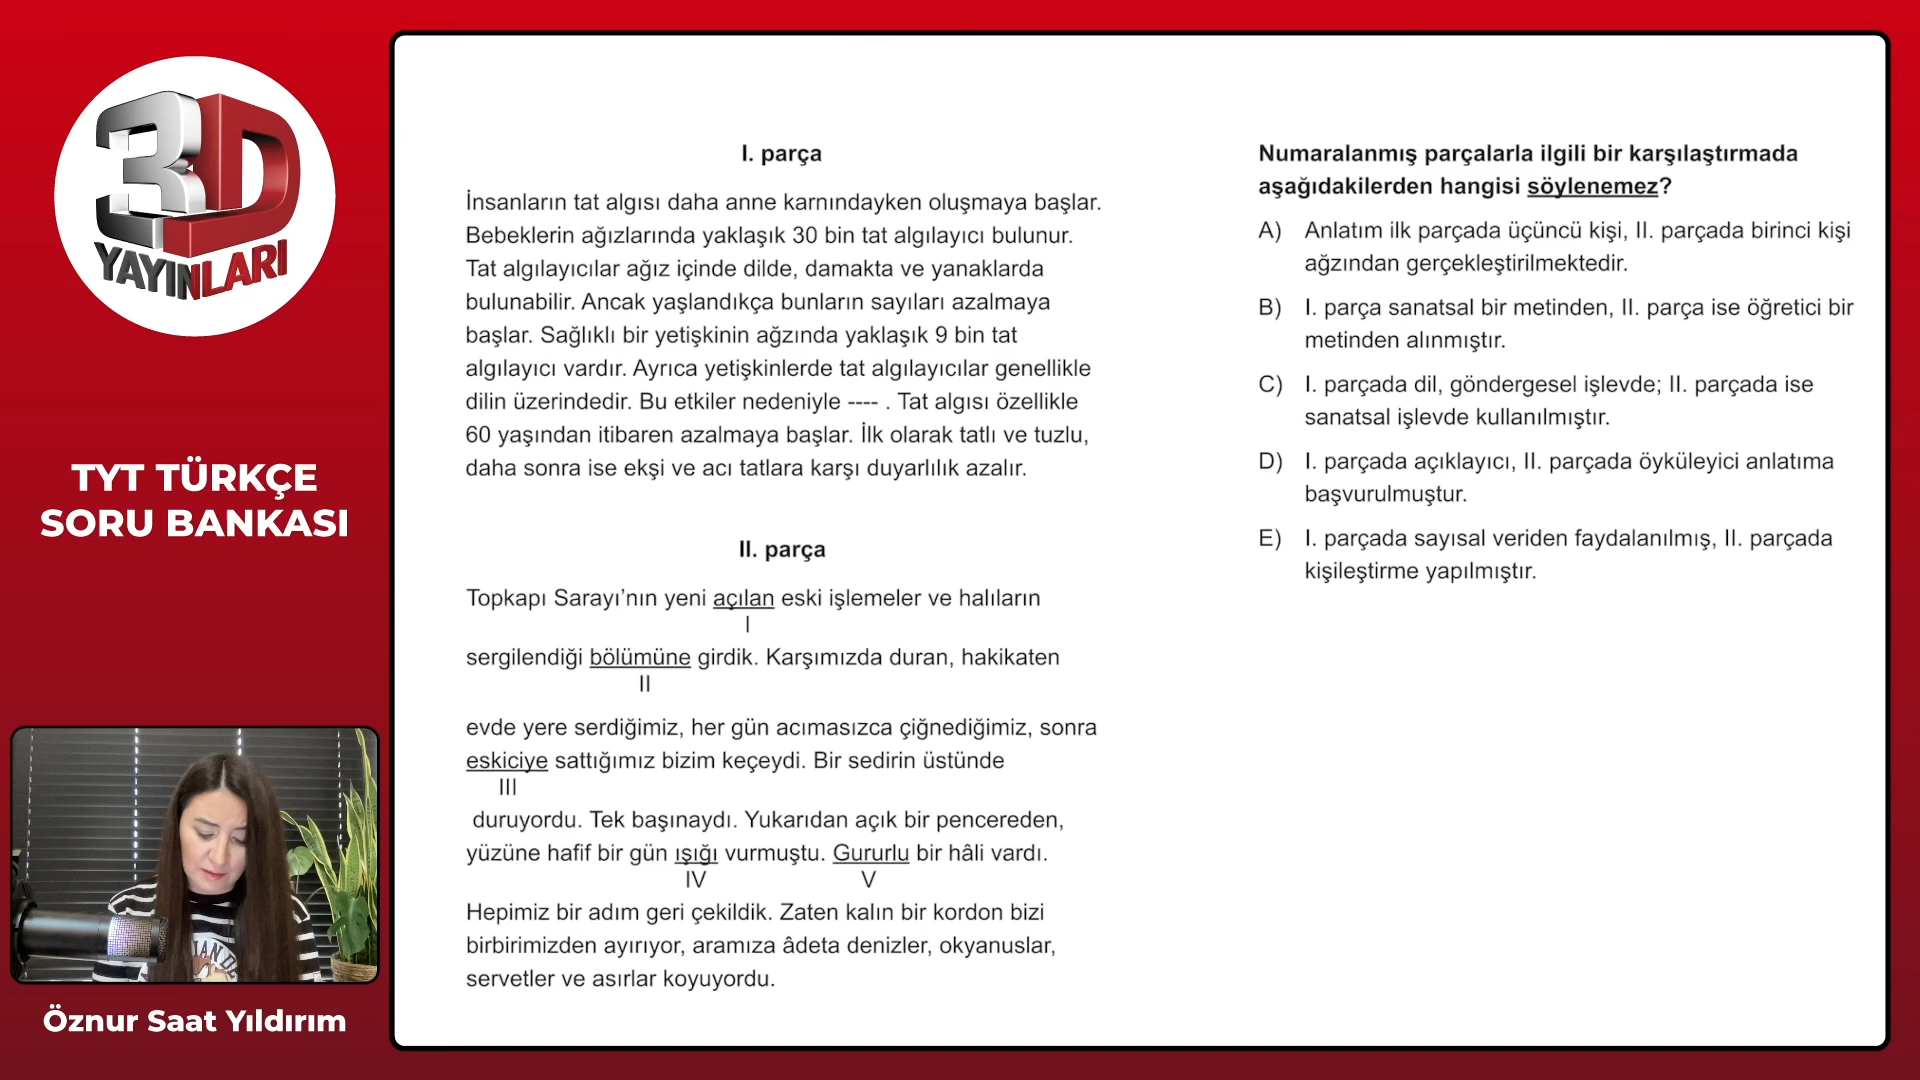 3D
YAYINLARI
TYT TÜRKÇE
SORU BANKASI
Öznur Saat Yıldırım
I. parça
İnsanların tat algısı daha anne karnındayken oluşmaya başlar.
Bebeklerin ağızlarında yaklaşık 30 bin tat algılayıcı bulunur.
Tat algılayıcılar ağız içinde dilde, damakta ve yanaklarda
bulunabilir. Ancak yaşlandıkça bunların sayıları azalmaya
başlar. Sağlıklı bir yetişkinin ağzında yaklaşık 9 bin tat
algılayıcı vardır. Ayrıca yetişkinlerde tat algılayıcılar genellikle
dilin üzerindedir. Bu etkiler nedeniyle ---- . Tat algısı özellikle
60 yaşından itibaren azalmaya başlar. İlk olarak tatlı ve tuzlu,
daha sonra ise ekşi ve acı tatlara karşı duyarlılık azalır.
II. parça
Topkapı Sarayı’nın yeni açılan eski işlemeler ve halıların
I
sergilendiği bölümüne girdik. Karşımızda duran, hakikaten
II
evde yere serdiğimiz, her gün acımasızca çiğnediğimiz, sonra
eskiciye sattığımız bizim keçeydi. Bir sedirin üstünde
III
duruyordu. Tek başınaydı. Yukarıdan açık bir pencereden,
yüzüne hafif bir gün ışığı vurmuştu. Gururlu bir hâli vardı.
IV V
Hepimiz bir adım geri çekildik. Zaten kalın bir kordon bizi
birbirimizden ayırıyor, aramıza âdeta denizler, okyanuslar,
servetler ve asırlar koyuyordu.
Numaralanmış parçalarla ilgili bir karşılaştırmada
aşağıdakilerden hangisi söylenemez?
A) Anlatım ilk parçada üçüncü kişi, II. parçada birinci kişi
ağzından gerçekleştirilmektedir.
B) I. parça sanatsal bir metinden, II. parça ise öğretici bir
metinden alınmıştır.
C) I. parçada dil, göndergesel işlevde; II. parçada ise
sanatsal işlevde kullanılmıştır.
D) I. parçada açıklayıcı, II. parçada öyküleyici anlatıma
başvurulmuştur.
E) I. parçada sayısal veriden faydalanılmış, II. parçada
kişileştirme yapılmıştır.